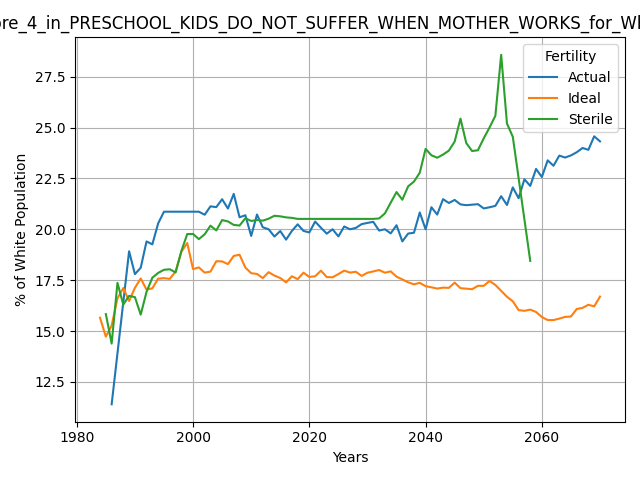 ore_4_in_PRESCHOOL_KIDS_DO_NOT_SUFFER_WHEN_MOTHER_WORKS_for_Wh
Fertility
Actual
Ideal
Sterile
27.5
25.0
22.5
20.0
17.5
15.0
12.5
% of White Population
1980
2000
2020
2040
2060
Years